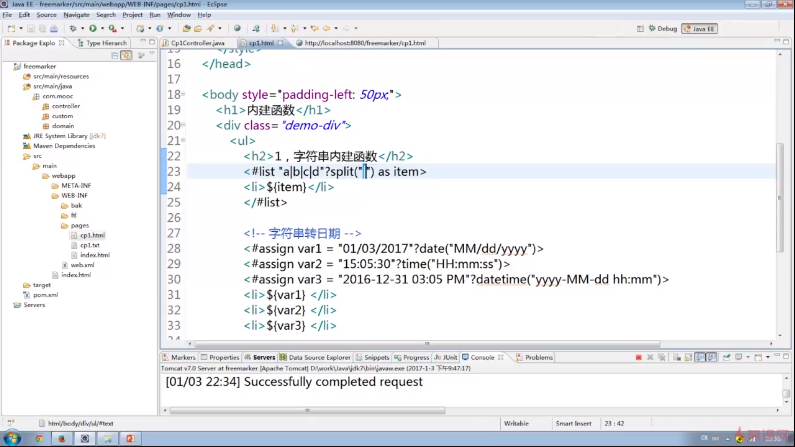 Java EE - freemarker/src/main/webapp/WEB-INF/pages/cp1.html - Eclipse
File Edit Source Navigate Search Project Run Window Help
Debug Java EE
Package Explo Type Hierarchy
Cp1Controller.java cp1.html http://localhost:8080/freemarker/cp1.html
freemarker
src/main/resources
src/main/java
com.mooc
controller
custom
domain
JRE System Library [jdk7]
Maven Dependencies
src
main
webapp
META-INF
WEB-INF
bak
ftl
pages
cp1.html
cp1.txt
index.html
web.xml
index.html
target
pom.xml
Servers
15 </style>
16 </head>
17
18 <body style="padding-left: 50px;">
19 <h1>内建函数</h1>
20 <div class="demo-div">
21 <ul>
22 <h2>1，字符串内建函数</h2>
23 <#list "a|b|c|d"?split("|") as item>
24 <li>${item}</li>
25 </#list>
26
27 <!-- 字符串转日期 -->
28 <#assign var1 = "01/03/2017"?date("MM/dd/yyyy")>
29 <#assign var2 = "15:05:30"?time("HH:mm:ss")>
30 <#assign var3 = "2016-12-31 03:05 PM"?datetime("yyyy-MM-dd hh:mm")>
31 <li>${var1} </li>
32 <li>${var2} </li>
33 <li>${var3} </li>
Markers Properties Servers Data Source Explorer Snippets Progress JUnit Console Problems
Tomcat v7.0 Server at freemarker [Apache Tomcat] D:\work\Java\jdk7\bin\javaw.exe (2017-1-3 下午9:47:17)
[01/03 22:34] Successfully completed request
html/body/div/ul/#text Writable Smart Insert 23 : 42